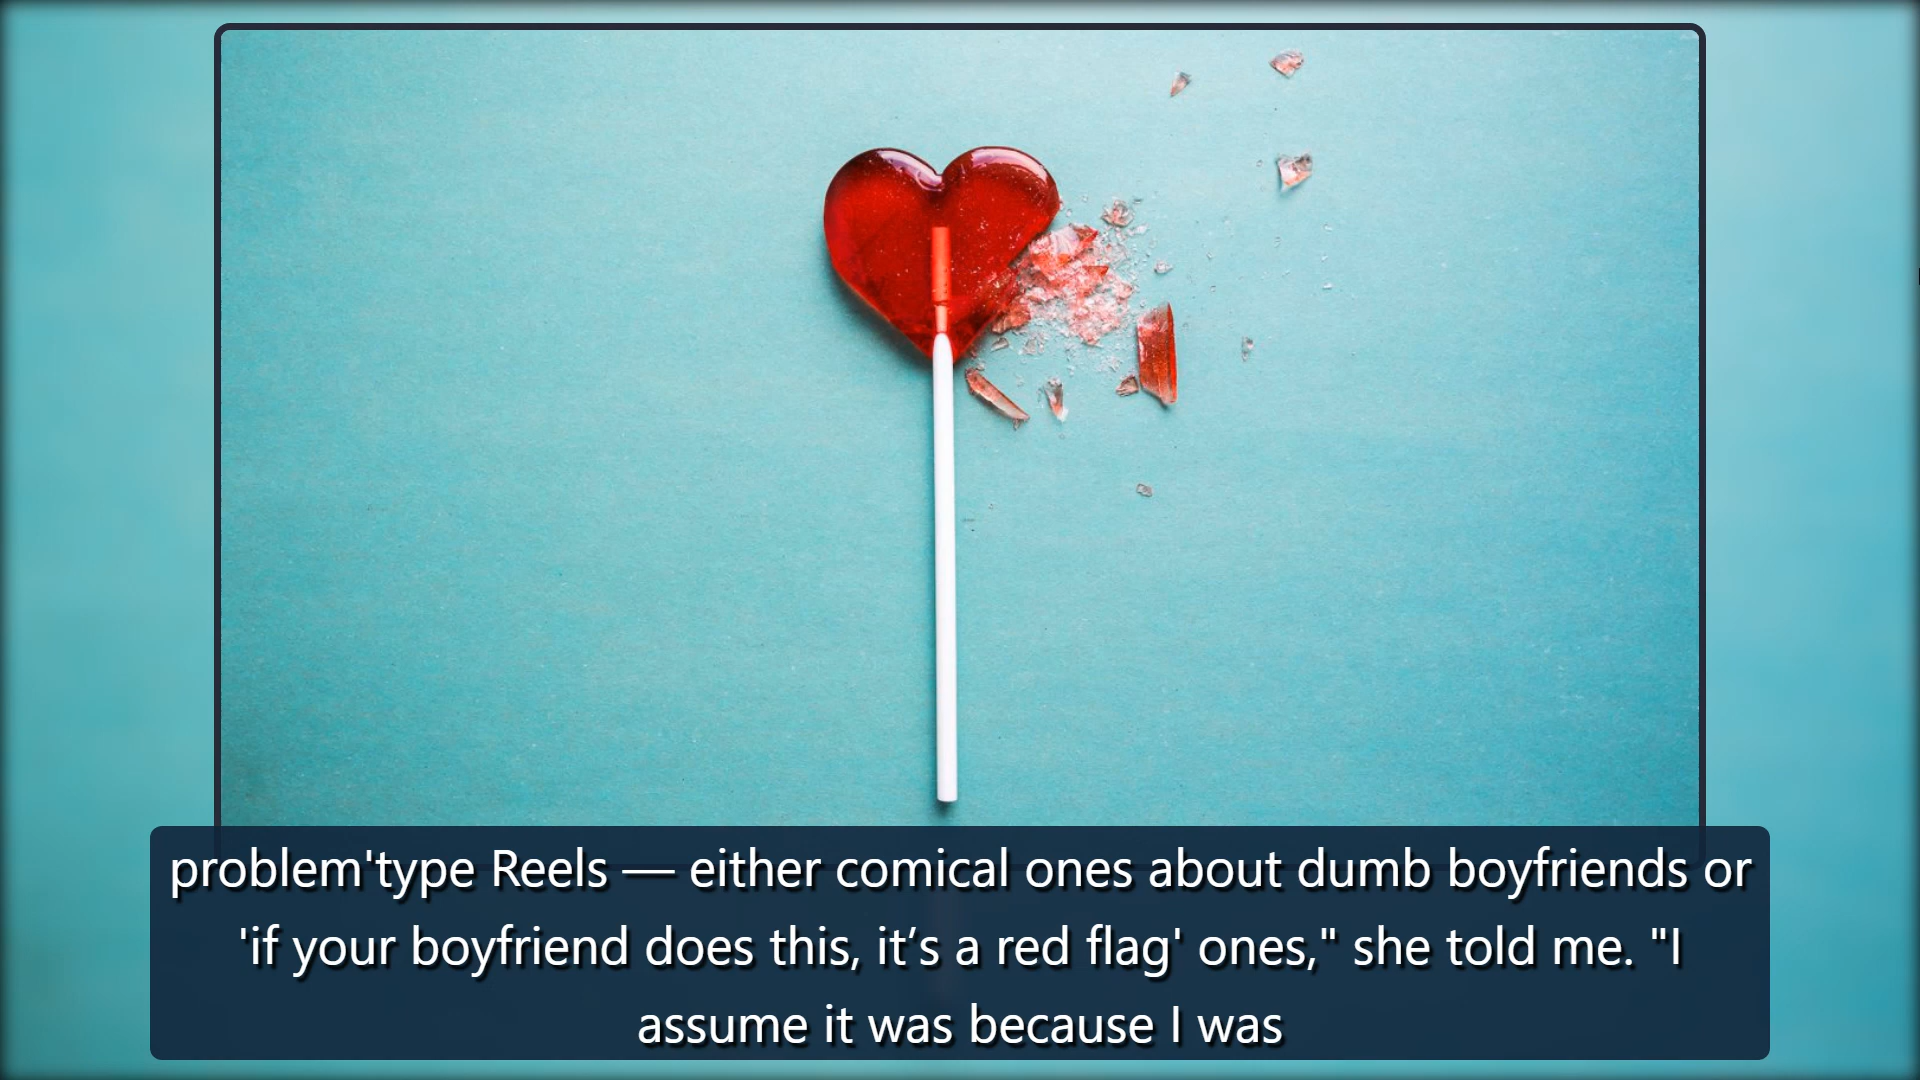 problem'type Reels — either comical ones about dumb boyfriends or
'if your boyfriend does this, it’s a red flag' ones," she told me. "I
assume it was because I was